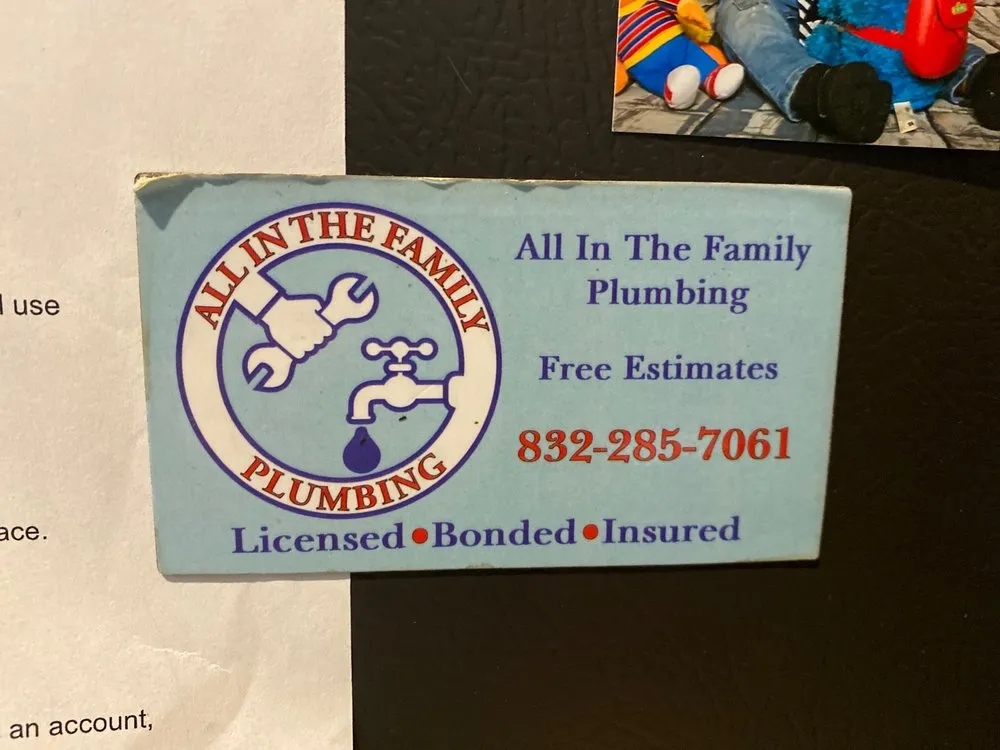 l use
ace.
an account,
ALL IN THE FAMILY
PLUMBING
All In The Family
Plumbing
Free Estimates
832-285-7061
Licensed•Bonded•Insured